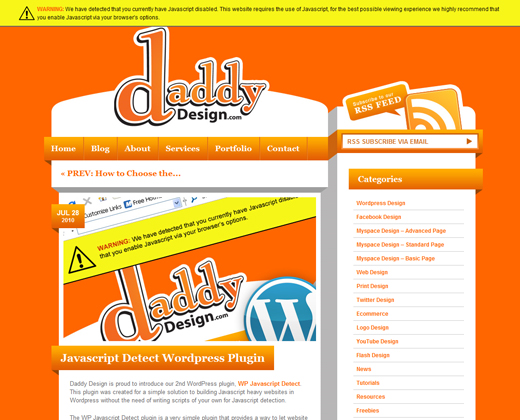 WARNING: We have detected that you currently have Javascript disabled. This website requires the use of Javascript, for the best possible viewing experience we highly recommend that
you enable Javascript via your browser's options.
daddy
Design.com
Subscribe to our
RSS FEED
Home Blog About Services Portfolio Contact
RSS SUBSCRIBE VIA EMAIL
« PREV: How to Choose the...
Categories
JUL 28
2010
Customize Links Free Hotm
WARNING: We have detected that you currently have Javascript disab
that you enable Javascript via your browser's options.
daddy
Design.com
Javascript Detect Wordpress Plugin
Daddy Design is proud to introduce our 2nd WordPress plugin, WP Javascript Detect.
This plugin was created for a simple solution to building Javascript heavy websites in
Wordpress without the need of writing scripts of your own for Javascript detection.
The WP Javascript Detect plugin is a very simple plugin that provides a way to let website
Wordpress Design
Facebook Design
Myspace Design – Advanced Page
Myspace Design – Standard Page
Myspace Design – Basic Page
Web Design
Print Design
Twitter Design
Ecommerce
Logo Design
YouTube Design
Flash Design
News
Tutorials
Resources
Freebies